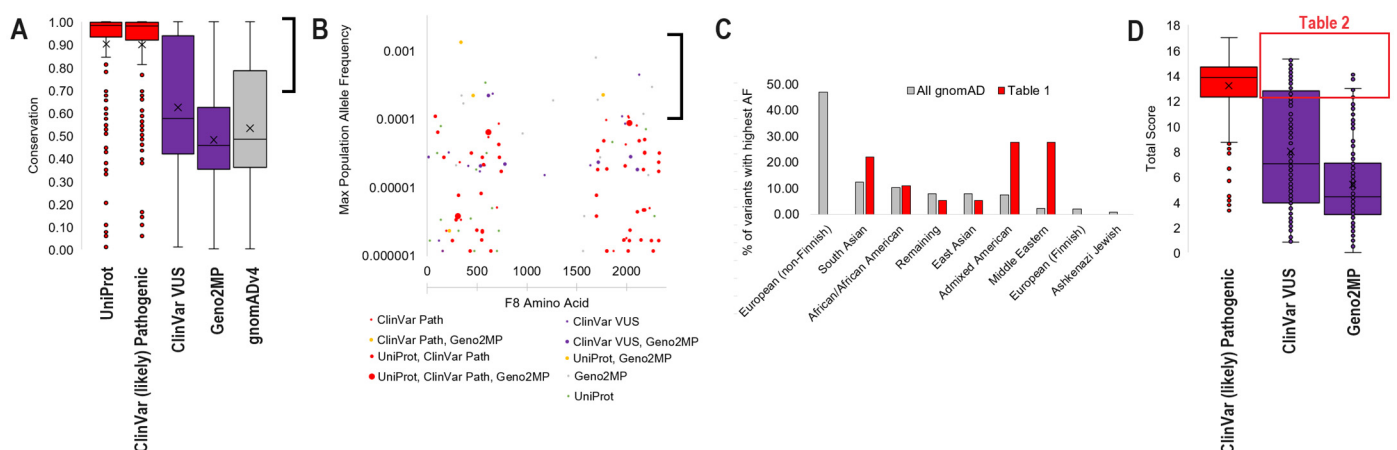 A
1.00
0.90
0.80
0.70
0.60
0.50
0.40
0.30
0.20
0.10
0.00
Conservation
UniProt
ClinVar (likely) Pathogenic
ClinVar VUS
Geno2MP
gnomADv4
B
Max Population Allele Frequency
0.001
0.0001
0.00001
0.000001
0
500
1000
1500
2000
F8 Amino Acid
ClinVar Path
ClinVar Path, Geno2MP
UniProt, ClinVar Path
UniProt, ClinVar Path, Geno2MP
ClinVar VUS
ClinVar VUS, Geno2MP
UniProt, Geno2MP
Geno2MP
UniProt
C
% of variants with highest AF
50.00
40.00
30.00
20.00
10.00
0.00
All gnomAD
Table 1
European (non-Finnish)
South Asian
African/African American
Remaining
East Asian
Admixed American
Middle Eastern
European (Finnish)
Ashkenazi Jewish
D
Table 2
Total Score
18
16
14
12
10
8
6
4
2
0
ClinVar (likely) Pathogenic
ClinVar VUS
Geno2MP